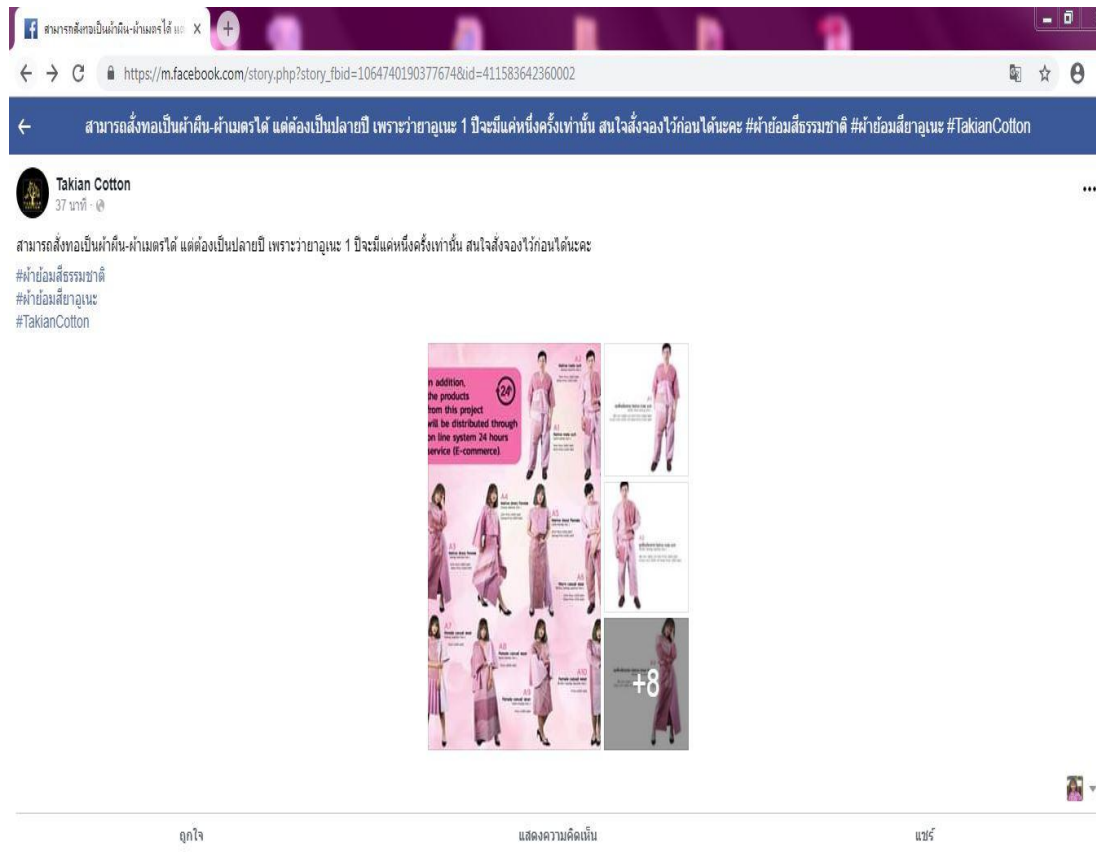 สามารถสั่งทอเป็นผ้าผืน-ผ้าเมตรได้
https://m.facebook.com/story.php?story_fbid=1064740190377674&id=411583642360002
สามารถสั่งทอเป็นผ้าผืน-ผ้าเมตรได้ แต่ต้องเป็นปลายปี เพราะว่ายาอูเนะ 1 ปีจะมีแค่หนึ่งครั้งเท่านั้น สนใจสั่งจองไว้ก่อนได้นะคะ #ผ้าย้อมสีธรรมชาติ #ผ้าย้อมสียาอูเนะ #TakianCotton
Takian Cotton
37 นาที ·
สามารถสั่งทอเป็นผ้าผืน-ผ้าเมตรได้ แต่ต้องเป็นปลายปี เพราะว่ายาอูเนะ 1 ปีจะมีแค่หนึ่งครั้งเท่านั้น สนใจสั่งจองไว้ก่อนได้นะคะ
#ผ้าย้อมสีธรรมชาติ
#ผ้าย้อมสียาอูเนะ
#TakianCotton
n addition,
the products
from this project
will be distributed through
on line system 24 hours
service (E-commerce)
24
A2
A1
A4
A5
A3
A6
A7
A8
A9
A10
+8
ถูกใจ
แสดงความคิดเห็น
แชร์